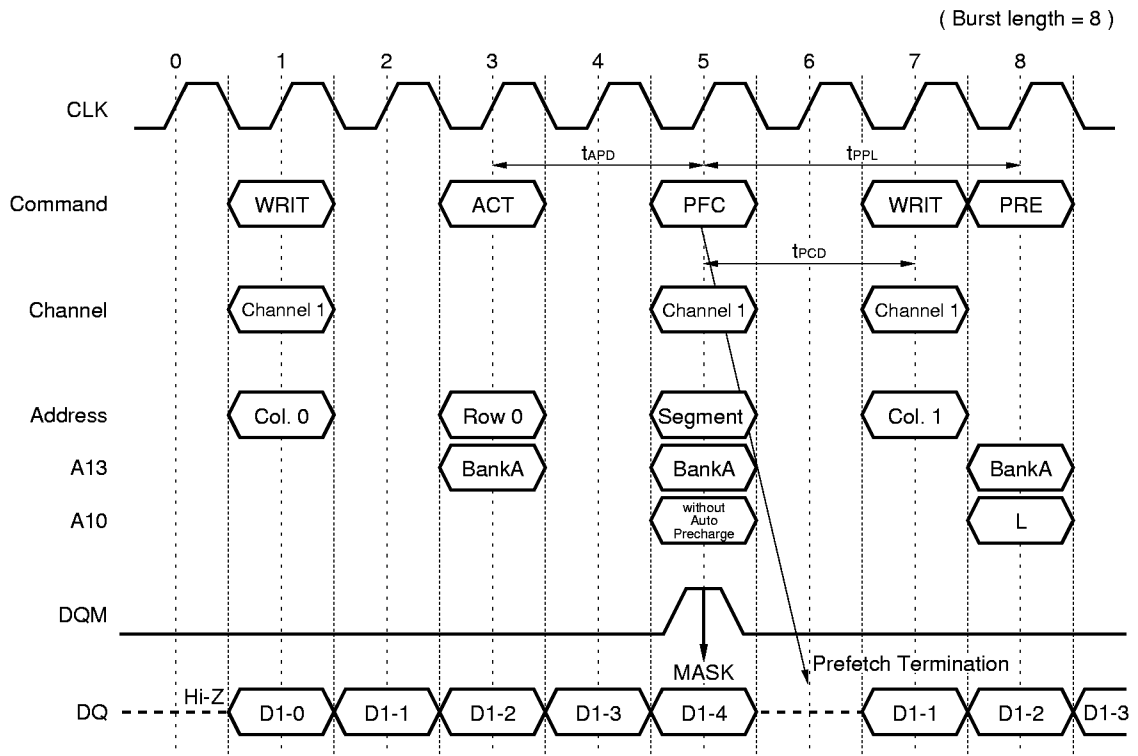 ( Burst length = 8 )
0 1 2 3 4 5 6 7 8
CLK
tAPD tPPL
Command WRIT ACT PFC WRIT PRE
tPCD
Channel Channel 1 Channel 1 Channel 1
Address Col. 0 Row 0 Segment Col. 1
A13 BankA BankA BankA
A10 without Auto Precharge L
DQM
MASK Prefetch Termination
Hi-Z
DQ D1-0 D1-1 D1-2 D1-3 D1-4 D1-1 D1-2 D1-3